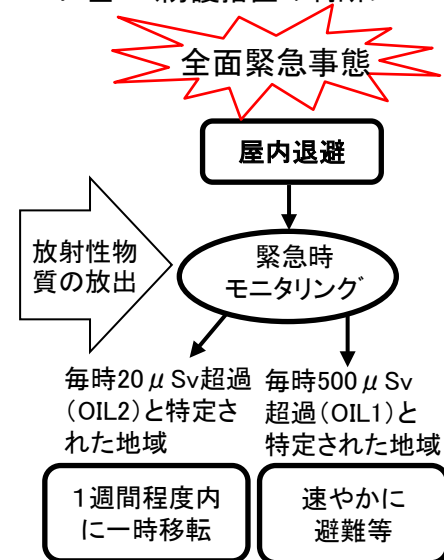 全面緊急事態
屋内退避
放射性物
質の放出
緊急時
モニタリング
毎時20μSv超過
(OIL2)と特定さ
れた地域
毎時500μSv
超過(OIL1)と
特定された地域
1週間程度内
に一時移転
速やかに
避難等